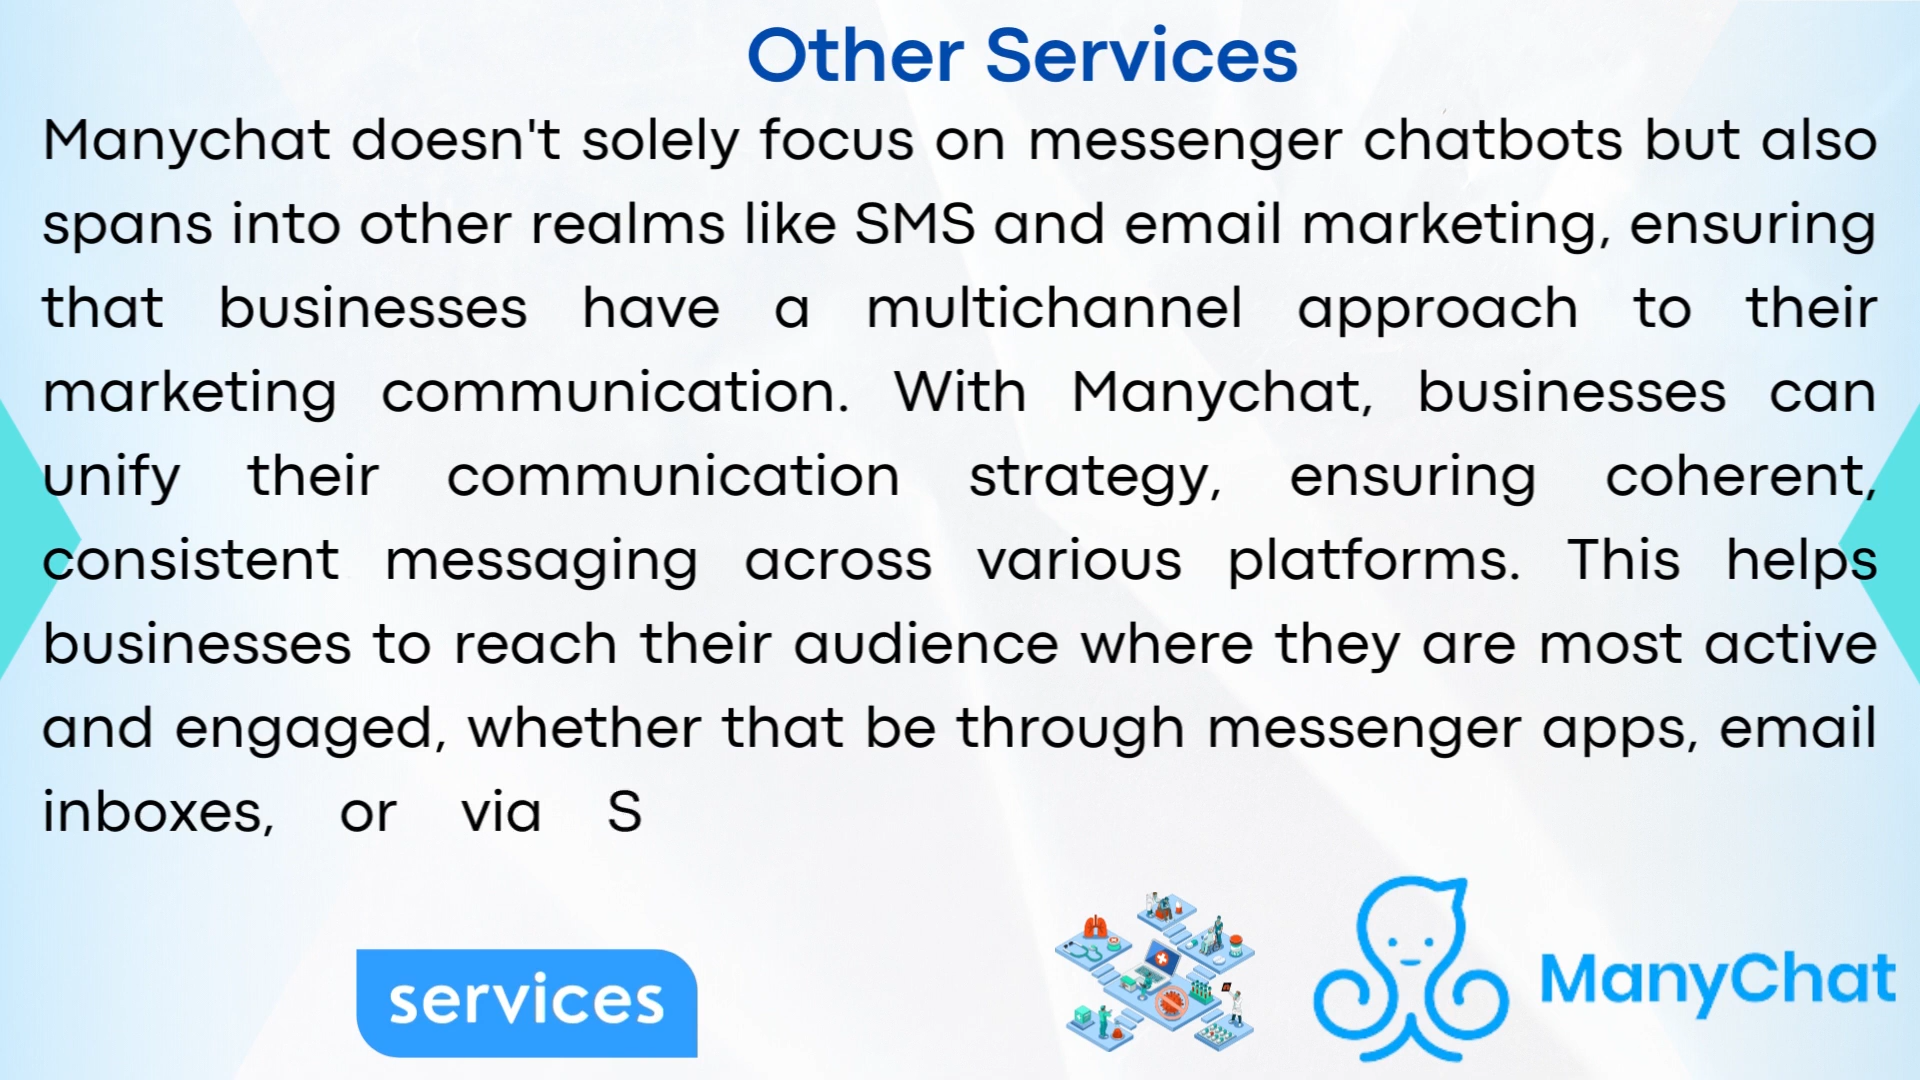 Other Services
Manychat doesn't solely focus on messenger chatbots but also
spans into other realms like SMS and email marketing, ensuring
that businesses have a multichannel approach to their
marketing communication. With Manychat, businesses can
unify their communication strategy, ensuring coherent,
consistent messaging across various platforms. This helps
businesses to reach their audience where they are most active
and engaged, whether that be through messenger apps, email
inboxes, or via S
services
ManyChat